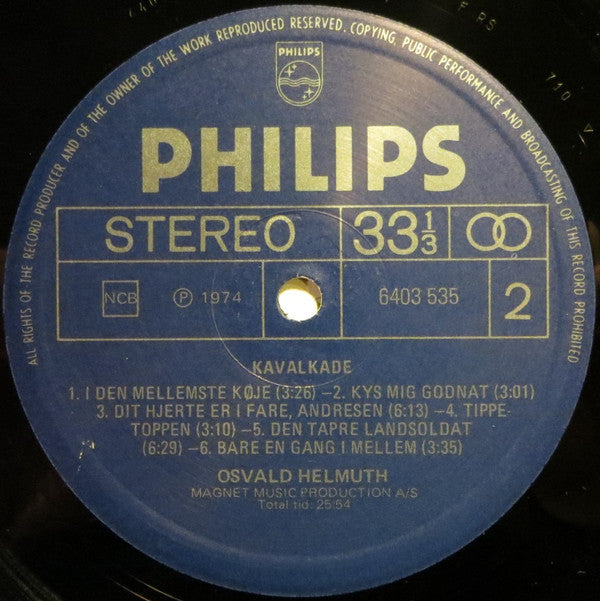 ALL RIGHTS OF THE RECORD PRODUCER AND OF THE OWNER OF THE WORK REPRODUCED RESERVED. COPYING, PUBLIC PERFORMANCE AND BROADCASTING OF THIS RECORD PROHIBITED
PHILIPS
PHILIPS
STEREO 33 1/3
NCB Ⓟ 1974 6403 535 2
KAVALKADE
1. I DEN MELLEMSTE KØJE (3:26) –2. KYS MIG GODNAT (3:01)
3. DIT HJERTE ER I FARE, ANDRESEN (6:13) –4. TIPPE-
TOPPEN (3:10) –5. DEN TAPRE LANDSOLDAT
(6:29) –6. BARE EN GANG I MELLEM (3:35)
OSVALD HELMUTH
MAGNET MUSIC PRODUCTION A/S
Total tid: 25:54